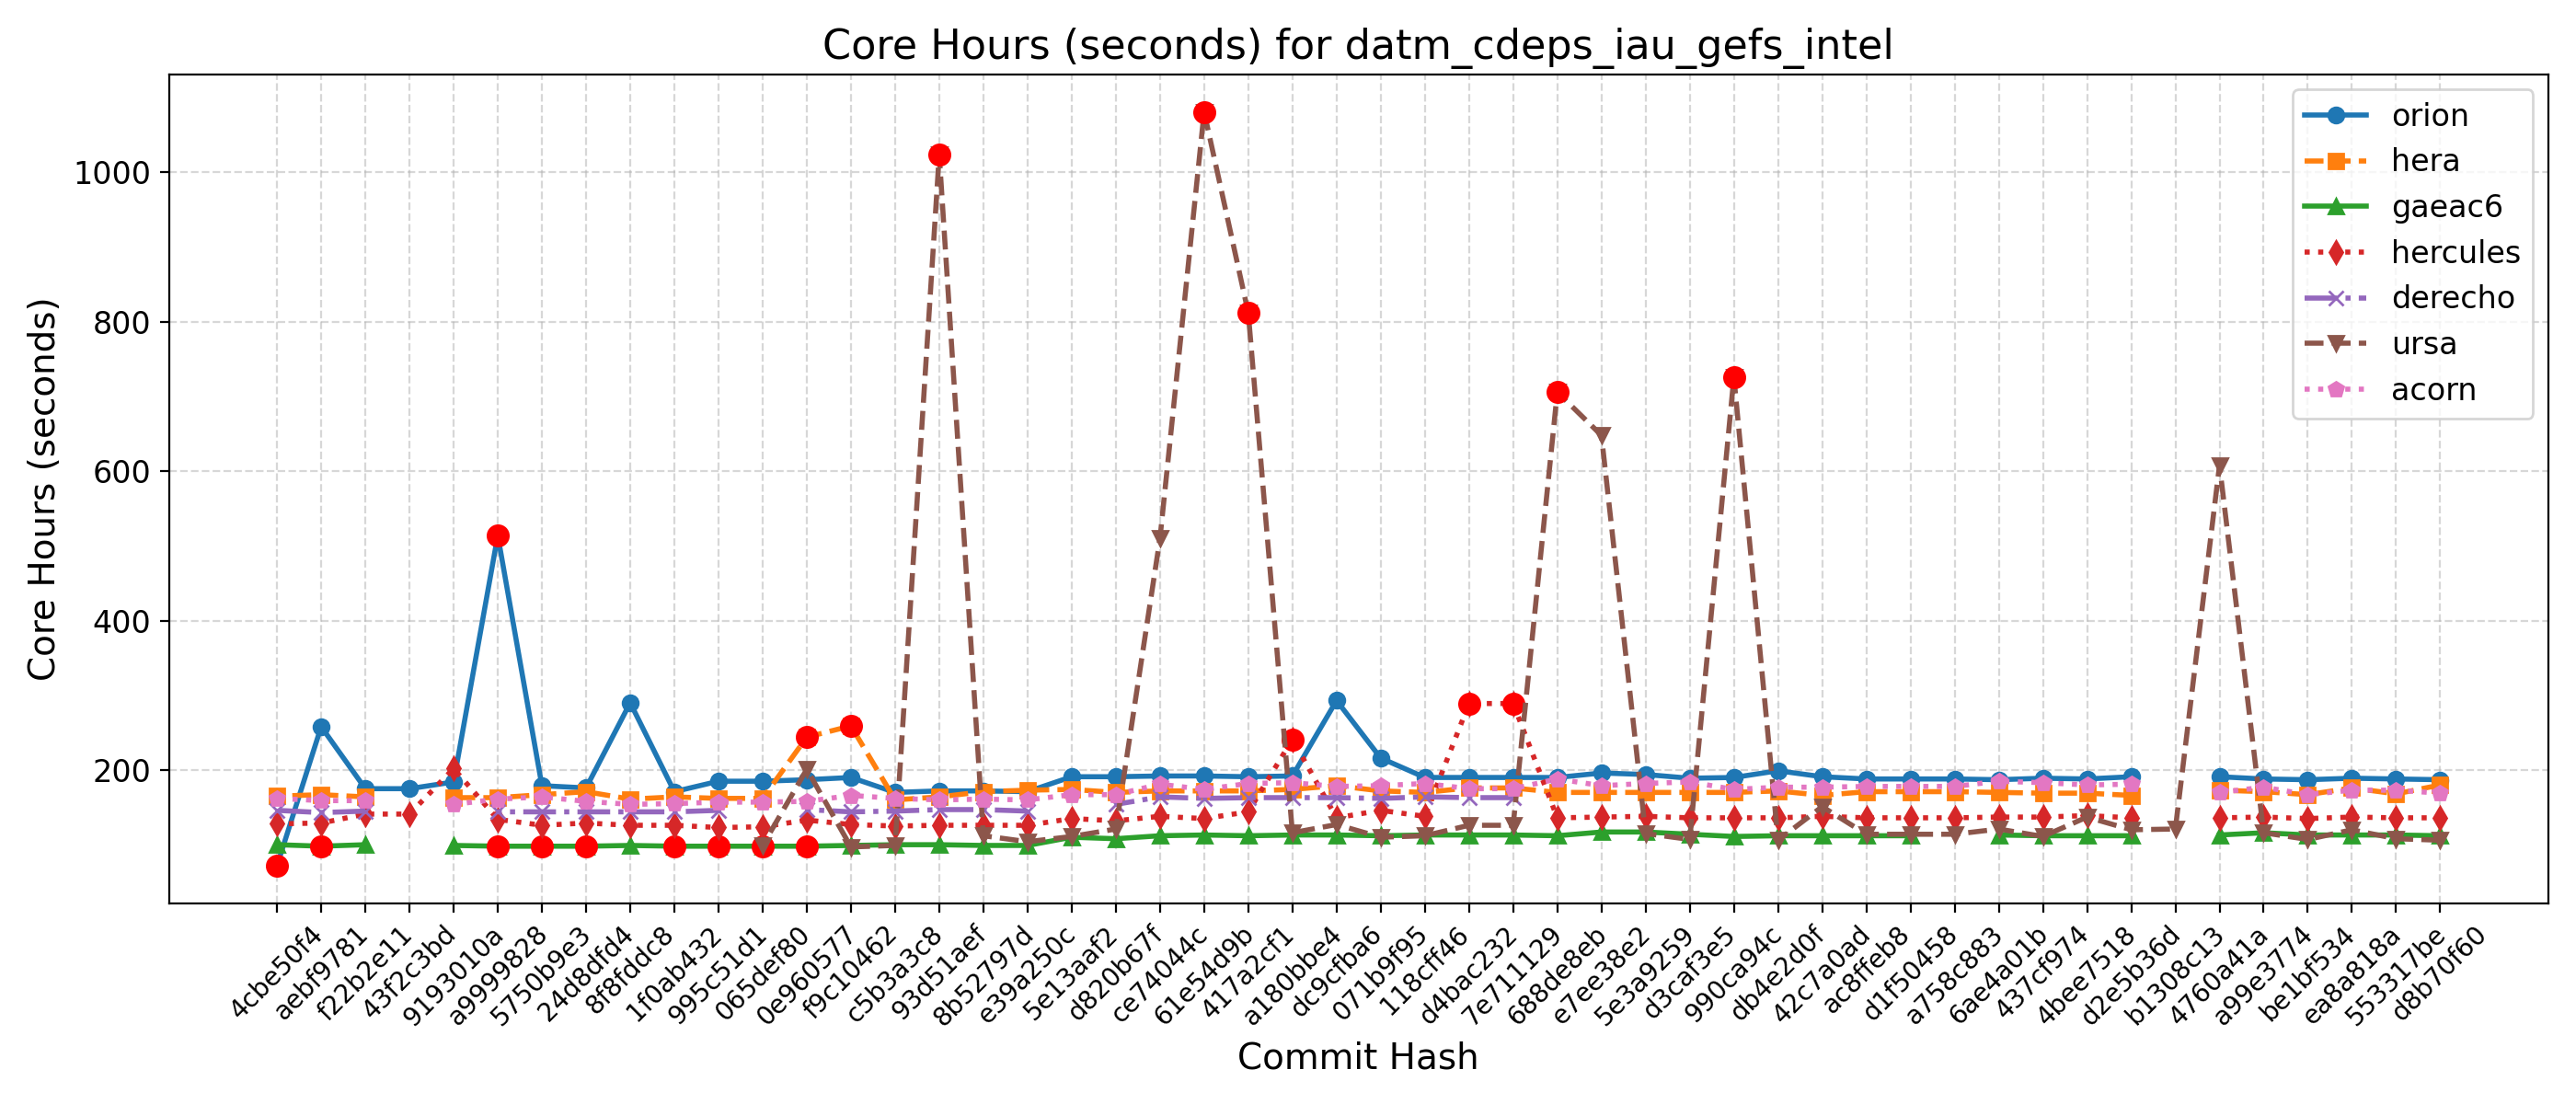 Core Hours (seconds) for datm_cdeps_iau_gefs_intel
Core Hours (seconds)
1000
800
600
400
200
orion
hera
gaeac6
hercules
derecho
ursa
acorn
4cbe50f4
aebf9781
f22b2e11
43f2c3bd
9193010a
a9999828
5750b9e3
24d8dfd4
8f8fddc8
1f0ab432
995c51d1
065def80
0e960577
f9c10462
c5b3a3c8
93d51aef
8b52797d
e39a250c
5e13aaf2
d820b67f
ce74044c
61e54d9b
417a2cf1
a180bbe4
dc9cfba6
071b9f95
118cff46
d4bac232
7e711129
688de8eb
e7ee38e2
5e3a9259
d3caf3e5
990ca94c
db4e2d0f
42c7a0ad
ac8ffeb8
d1f50458
a758c883
6ae4a01b
437cf974
4bee7518
d2e5b36d
b1308c13
4760a41a
a99e3774
be1bf534
ea8a818a
553317be
d8b70f60
Commit Hash